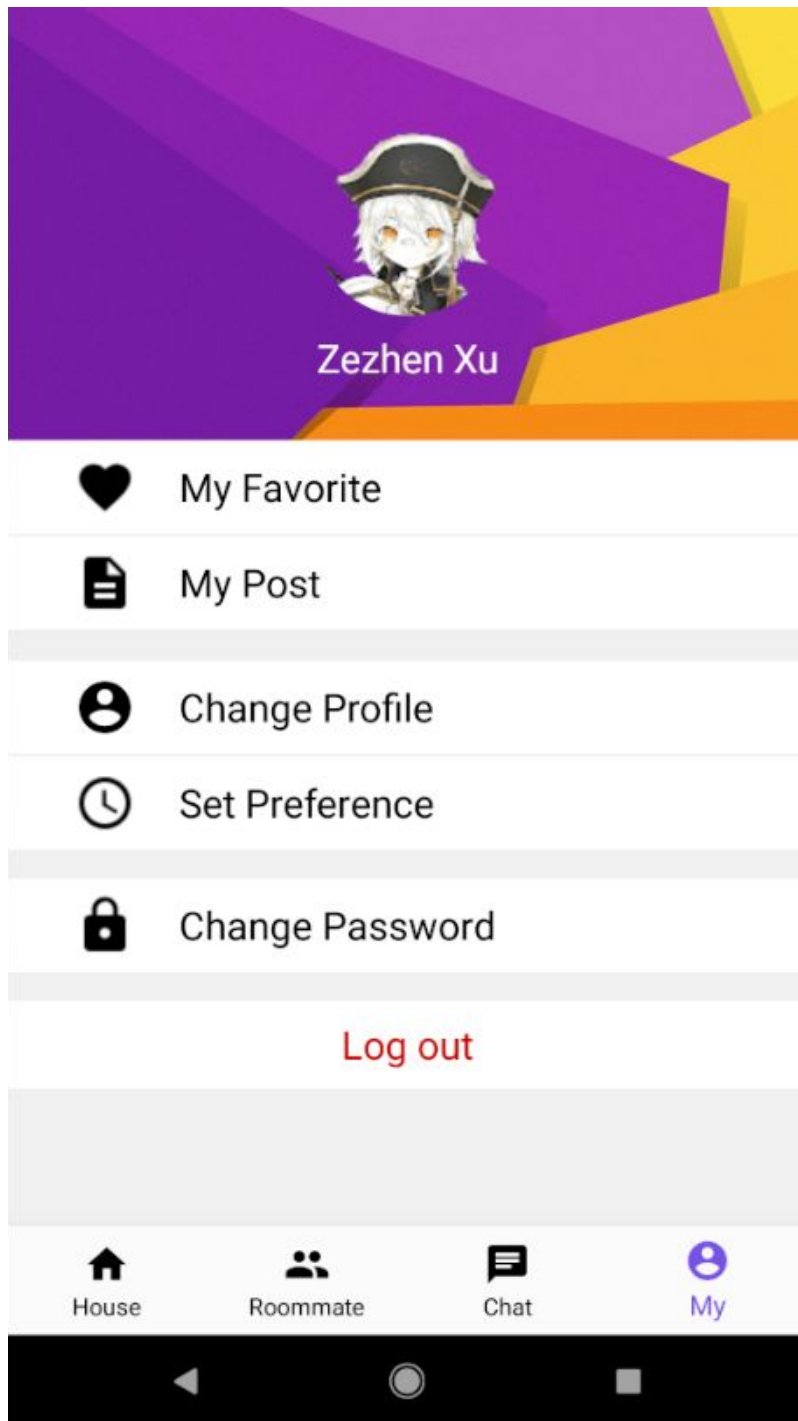 Zezhen Xu
My Favorite
My Post
Change Profile
Set Preference
Change Password
Log out
House Roommate Chat My